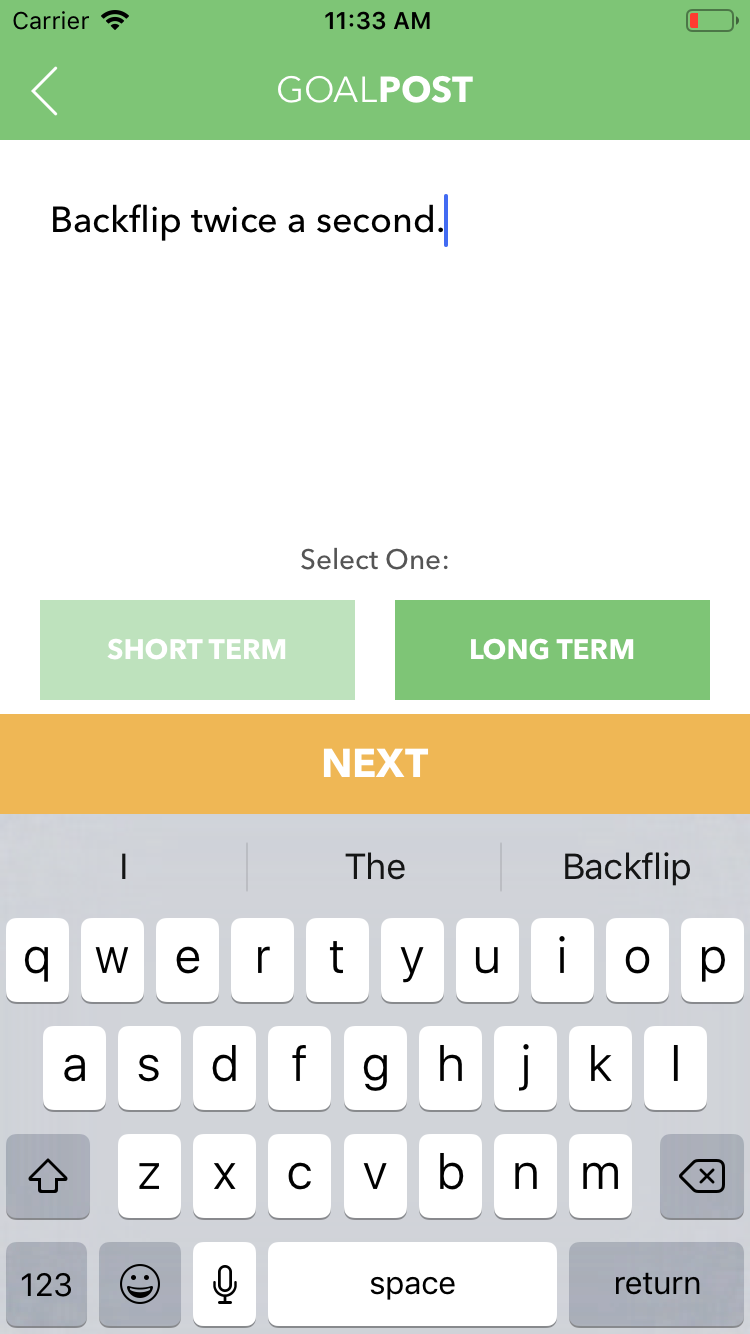 Carrier 11:33 AM
GOALPOST
Backflip twice a second.
Select One:
SHORT TERM LONG TERM
NEXT
I The Backflip
q w e r t y u i o p
a s d f g h j k l
z x c v b n m
123 space return